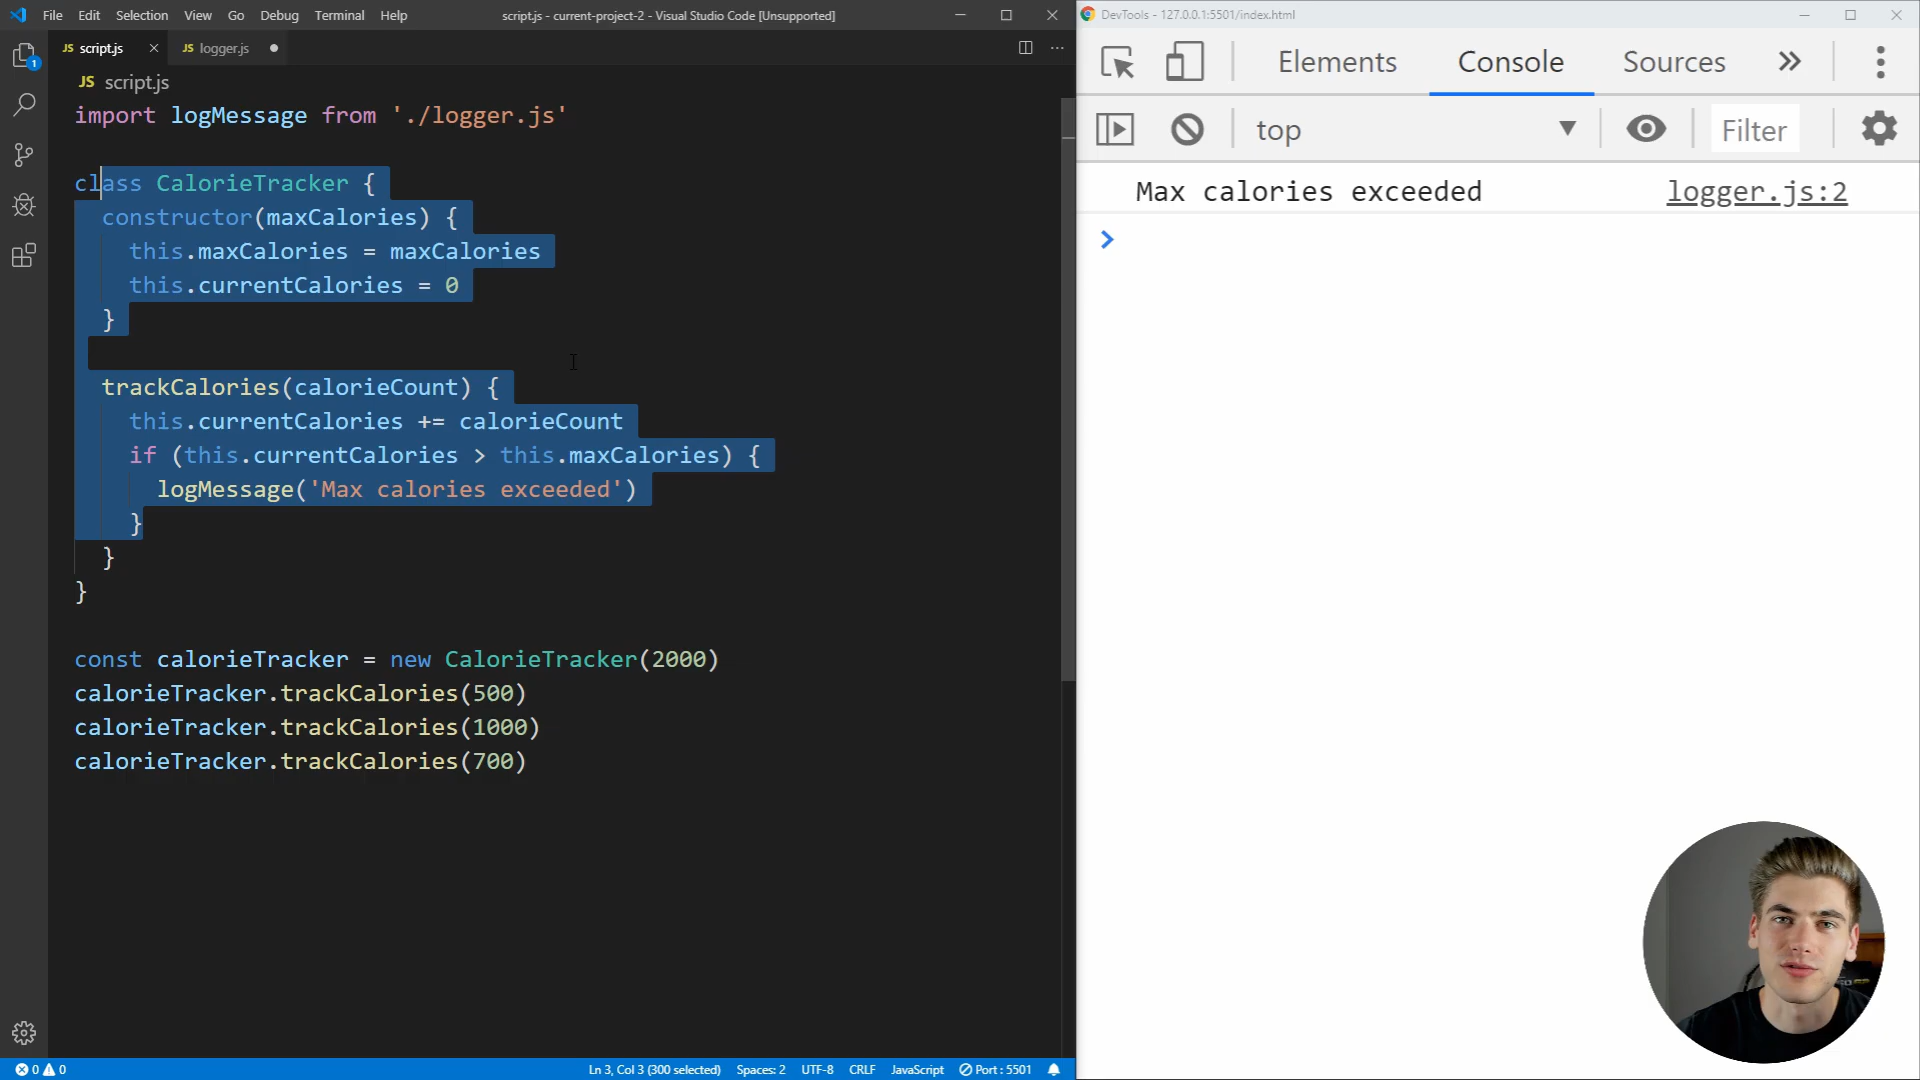 File Edit Selection View Go Debug Terminal Help
script.js - current-project-2 - Visual Studio Code [Unsupported]
JS script.js
JS logger.js
1
JS script.js
import logMessage from './logger.js'
class CalorieTracker {
constructor(maxCalories) {
this.maxCalories = maxCalories
this.currentCalories = 0
}
trackCalories(calorieCount) {
this.currentCalories += calorieCount
if (this.currentCalories > this.maxCalories) {
logMessage('Max calories exceeded')
}
}
}
const calorieTracker = new CalorieTracker(2000)
calorieTracker.trackCalories(500)
calorieTracker.trackCalories(1000)
calorieTracker.trackCalories(700)
0 0
Ln 3, Col 3 (300 selected) Spaces: 2 UTF-8 CRLF JavaScript Port : 5501
DevTools - 127.0.0.1:5501/index.html
Elements Console Sources
top Filter
Max calories exceeded logger.js:2